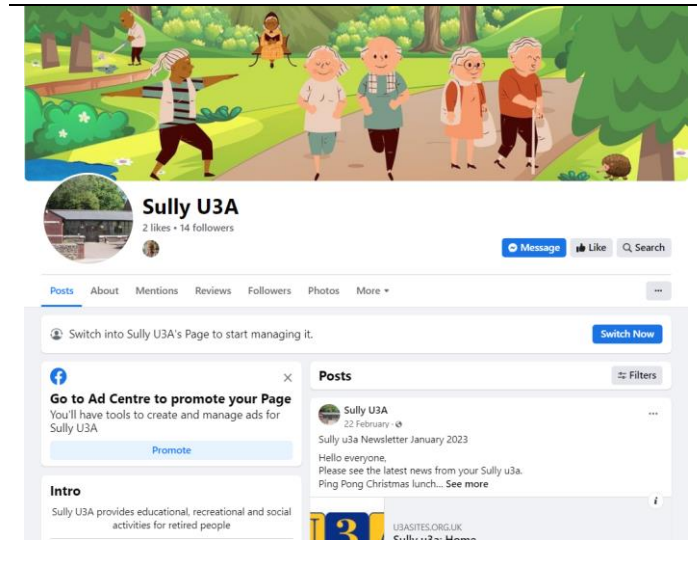 Sully U3A
2 likes • 14 followers
Message
Like
Search
Posts
About
Mentions
Reviews
Followers
Photos
More
Switch into Sully U3A's Page to start managing it.
Switch Now
Go to Ad Centre to promote your Page
You'll have tools to create and manage ads for
Sully U3A
Promote
Intro
Sully U3A provides educational, recreational and social
activities for retired people
Posts
Filters
Sully U3A
22 February
Sully u3a Newsletter January 2023
Hello everyone,
Please see the latest news from your Sully u3a.
Ping Pong Christmas lunch... See more
U3A
U3ASITES.ORG.UK
Sully u3a: Home